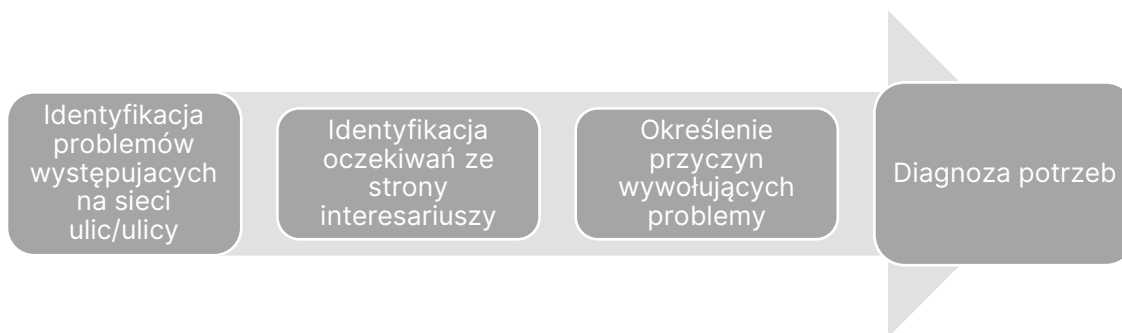 Identyfikacja
problemów
występujacych
na sieci
ulic/ulicy
Identyfikacja
oczekiwań ze
strony
interesariuszy
Określenie
przyczyn
wywołujących
problemy
Diagnoza potrzeb